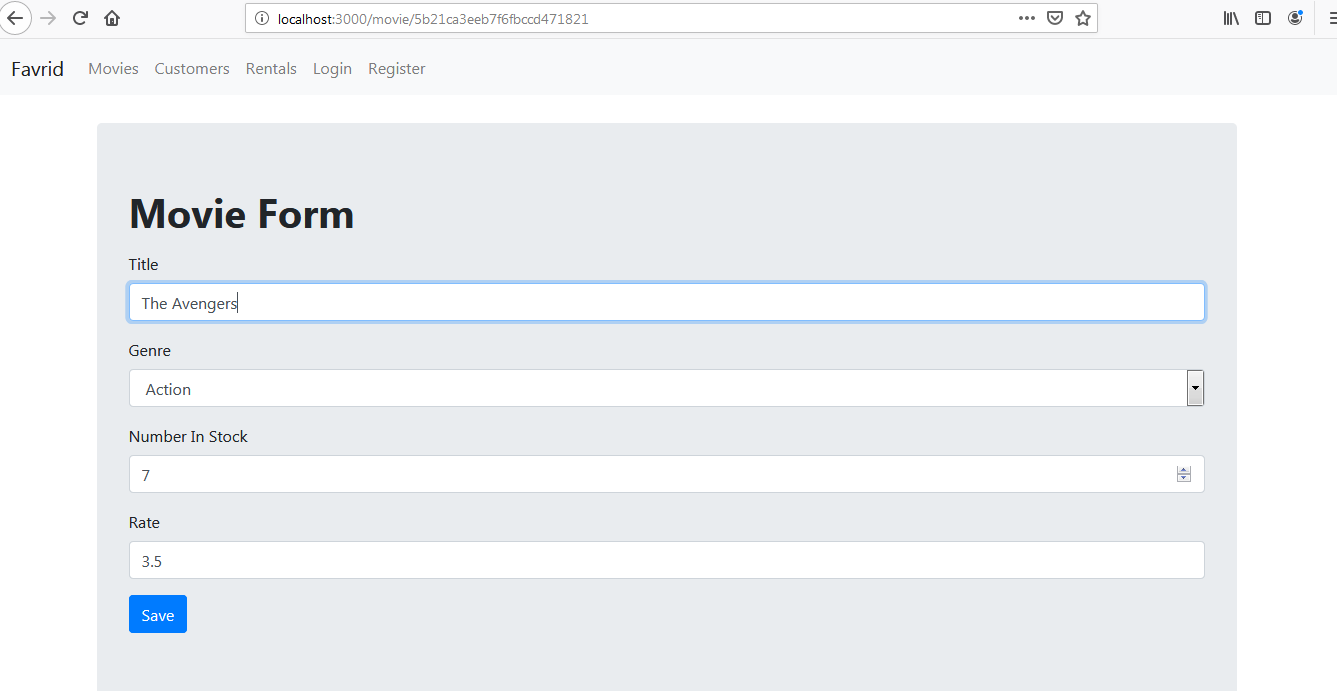 localhost:3000/movie/5b21ca3eeb7f6fbccd471821
Favrid Movies Customers Rentals Login Register
Movie Form
Title
The Avengers
Genre
Action
Number In Stock
7
Rate
3.5
Save